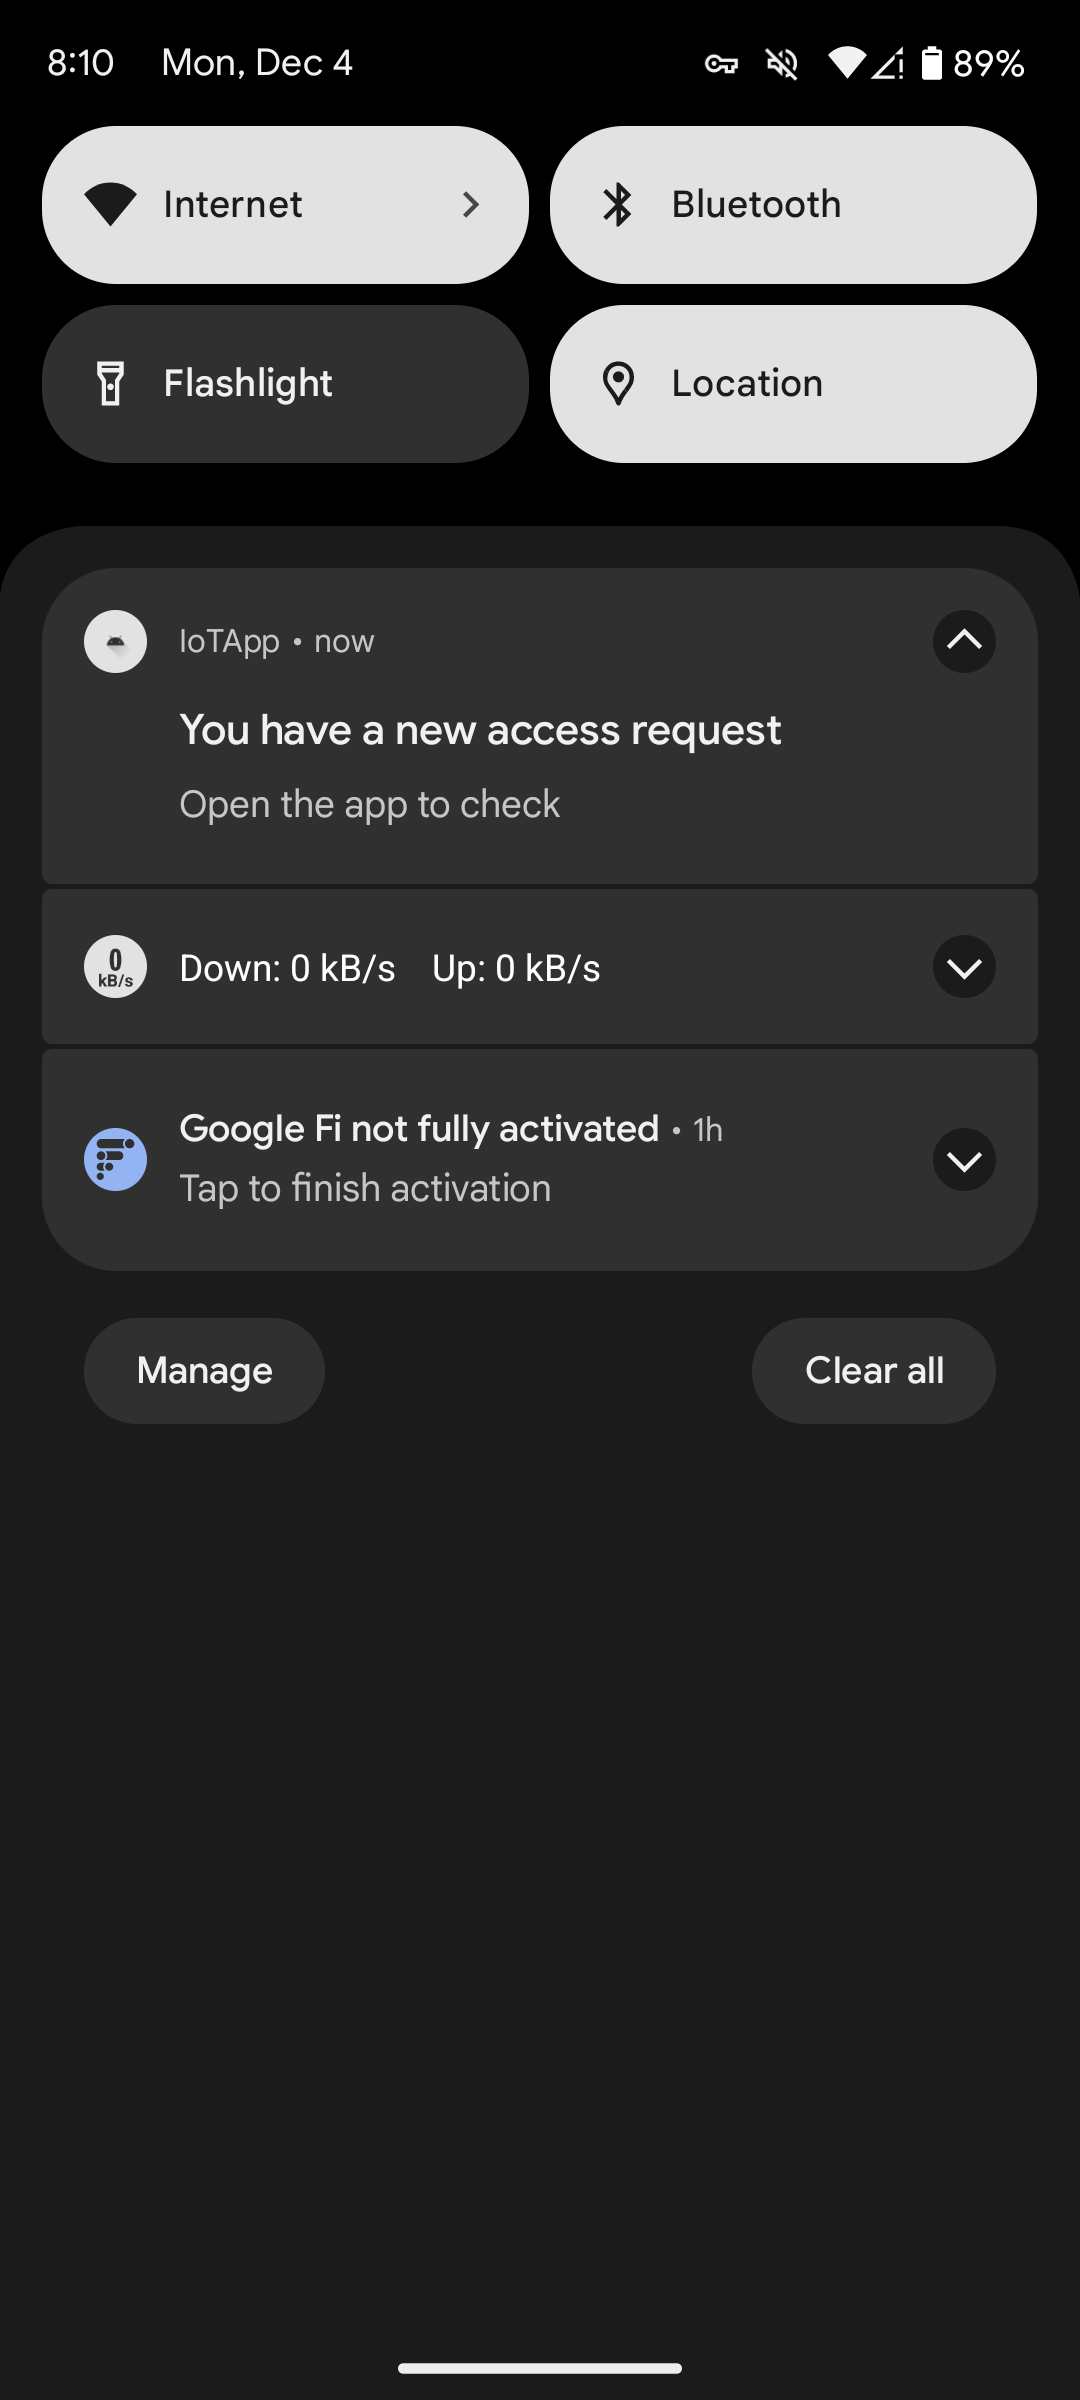 8:10 Mon, Dec 4 89%
Internet Bluetooth
Flashlight Location
IoTApp • now
You have a new access request
Open the app to check
0
kB/s
Down: 0 kB/s Up: 0 kB/s
Google Fi not fully activated • 1h
Tap to finish activation
Manage Clear all